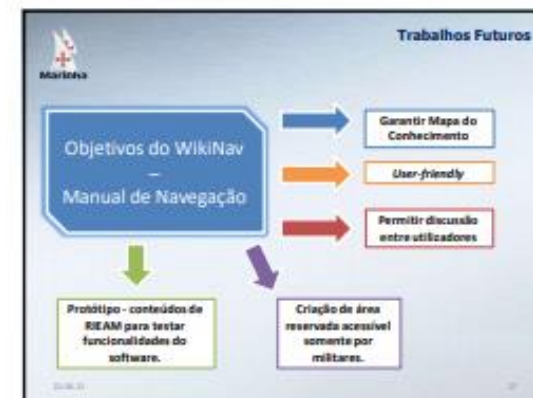 Trabalhos Futuros
Marinha
Objetivos do WikiNav
–
Manual de Navegação
Garantir Mapa do
Conhecimento
User-friendly
Permitir discussão
entre utilizadores
Protótipo - conteúdos de
RIEAM para testar
funcionalidades do
software.
Criação de área
reservada acessível
somente por
militares.